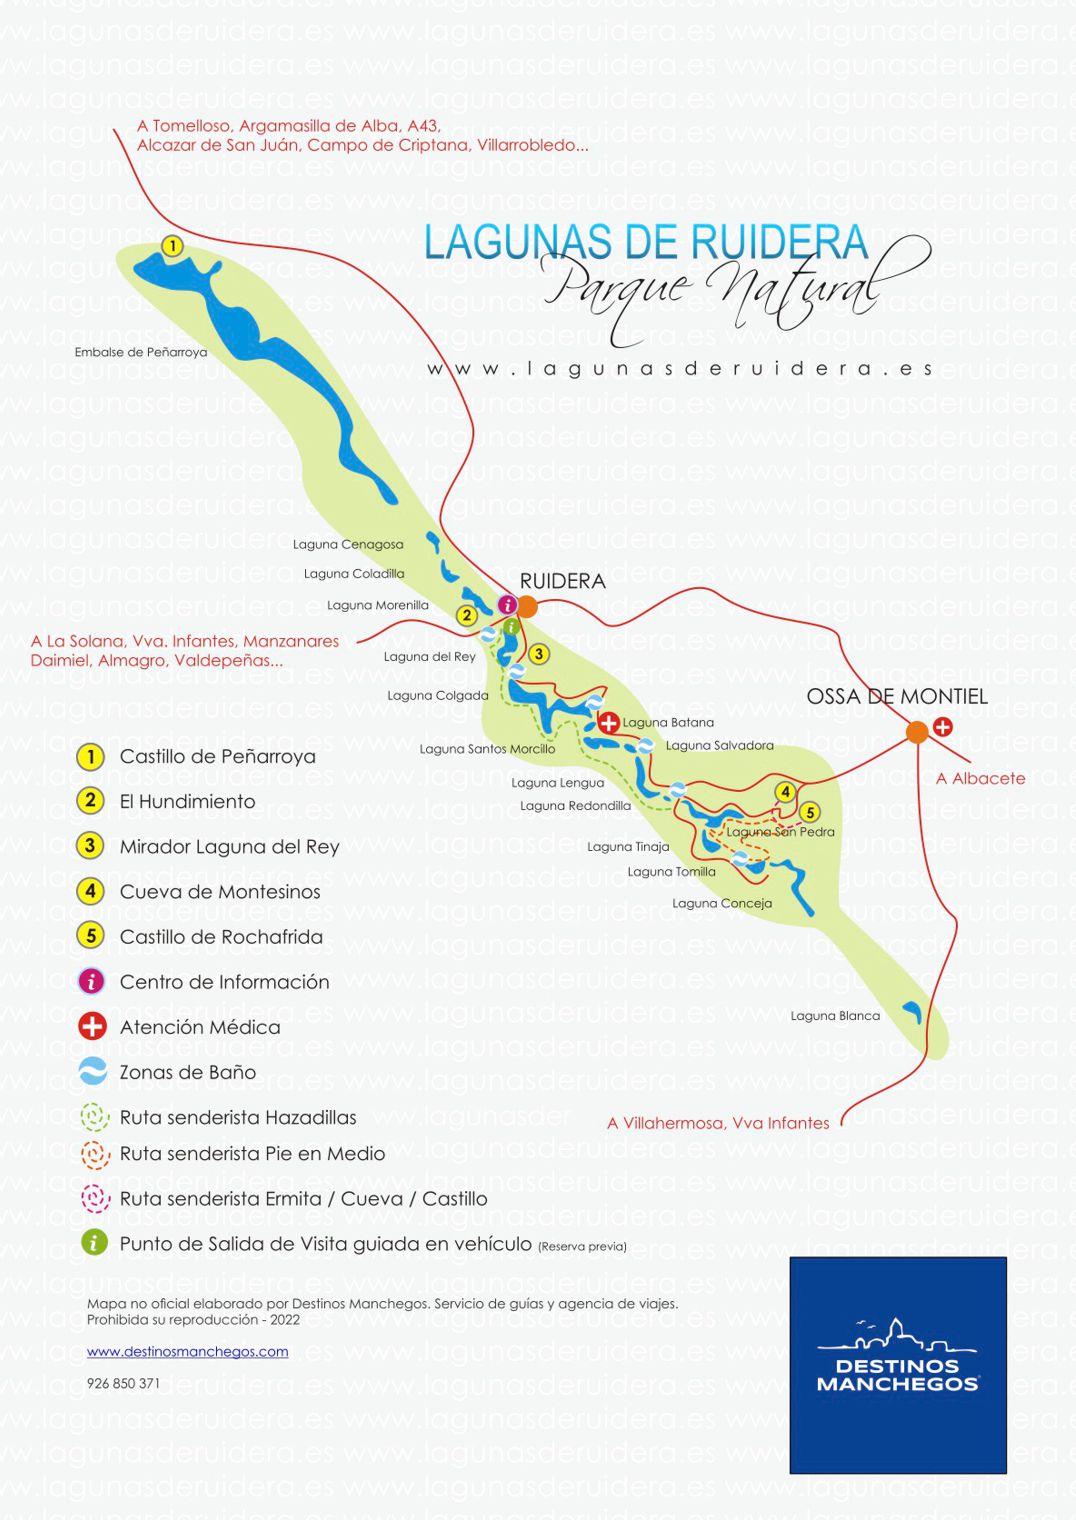 A Tomelloso, Argamasilla de Alba, A43,
Alcazar de San Juán, Campo de Criptana, Villarrobledo...
LAGUNAS DE RUIDERA
Parque Natural
www.lagunasderuidera.es
1
Embalse de Peñarroya
Laguna Cenagosa
Laguna Coladilla
RUIDERA
Laguna Morenilla
i
2
i
A La Solana, Vva. Infantes, Manzanares
Daimiel, Almagro, Valdepeñas...
Laguna del Rey
3
Laguna Colgada
OSSA DE MONTIEL
Laguna Batana
Laguna Santos Morcillo
Laguna Salvadora
A Albacete
Laguna Lengua
4
Laguna Redondilla
5
Laguna San Pedra
Laguna Tinaja
Laguna Tomilla
Laguna Conceja
Laguna Blanca
A Villahermosa, Vva Infantes
1 Castillo de Peñarroya
2 El Hundimiento
3 Mirador Laguna del Rey
4 Cueva de Montesinos
5 Castillo de Rochafrida
i Centro de Información
Atención Médica
Zonas de Baño
Ruta senderista Hazadillas
Ruta senderista Pie en Medio
Ruta senderista Ermita / Cueva / Castillo
i Punto de Salida de Visita guiada en vehículo (Reserva previa)
Mapa no oficial elaborado por Destinos Manchegos. Servicio de guías y agencia de viajes.
Prohibida su reproducción - 2022
www.destinosmanchegos.com
926 850 371
DESTINOS
MANCHEGOS